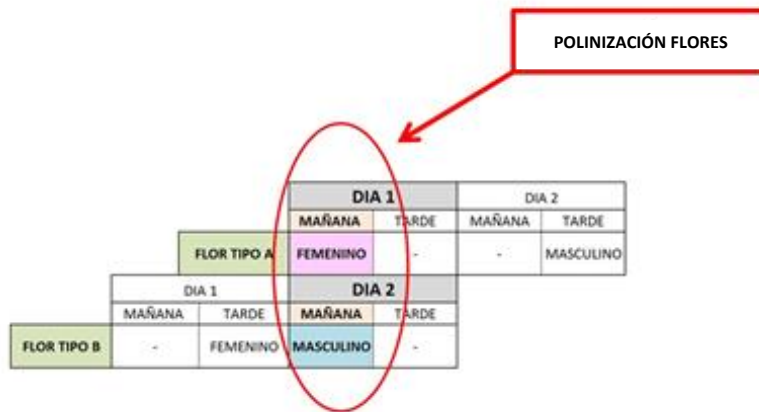 POLINIZACIÓN FLORES
DIA 1 DIA 2
MAÑANA TARDE MAÑANA TARDE
FLOR TIPO A FEMENINO - - MASCULINO
DIA 1 DIA 2
MAÑANA TARDE MAÑANA TARDE
FLOR TIPO B - FEMENINO MASCULINO -